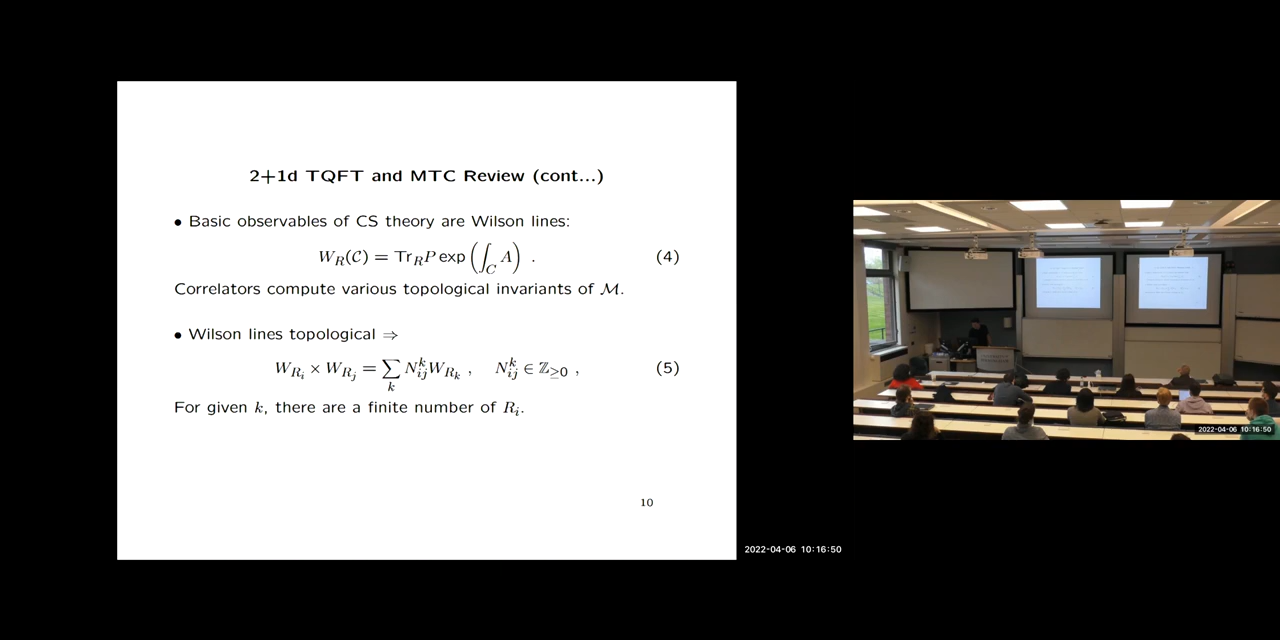 2+1d TQFT and MTC Review (cont...)
• Basic observables of CS theory are Wilson lines:
W_R(𝒞) = Tr_R P exp (∫_C A) . (4)
Correlators compute various topological invariants of ℳ.
• Wilson lines topological ⇒
W_{R_i} × W_{R_j} = ∑_k N_{ij}^k W_{R_k} , N_{ij}^k ∈ ℤ_{≥0} , (5)
For given k, there are a finite number of R_i.
10
2022-04-06 10:16:50
2022-04-06 10:16:50